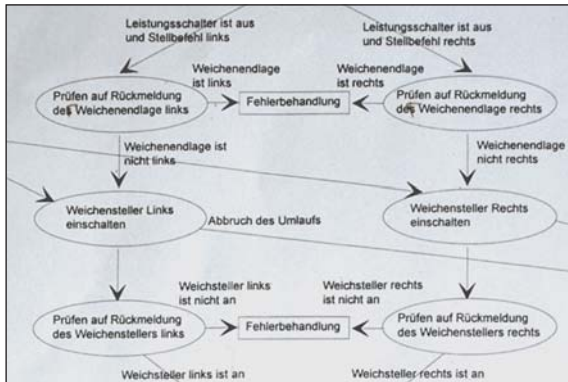 Leistungsschalter ist aus
und Stellbefehl links
Leistungsschalter ist aus
und Stellbefehl rechts
Weichenendlage
ist links
Weichenendlage
ist rechts
Prüfen auf Rückmeldung
des Weichenendlage links
Fehlerbehandlung
Prüfen auf Rückmeldung
des Weichenendlage rechts
Weichenendlage ist
nicht links
Weichenendlage
nicht rechts
Weichensteller Links
einschalten
Abbruch des Umlaufs
Weichensteller Rechts
einschalten
Weichsteller links
ist nicht an
Weichsteller rechts
ist nicht an
Prüfen auf Rückmeldung
des Weichenstellers links
Fehlerbehandlung
Prüfen auf Rückmeldung
des Weichenstellers rechts
Weichsteller links ist an
Weichsteller rechts ist an